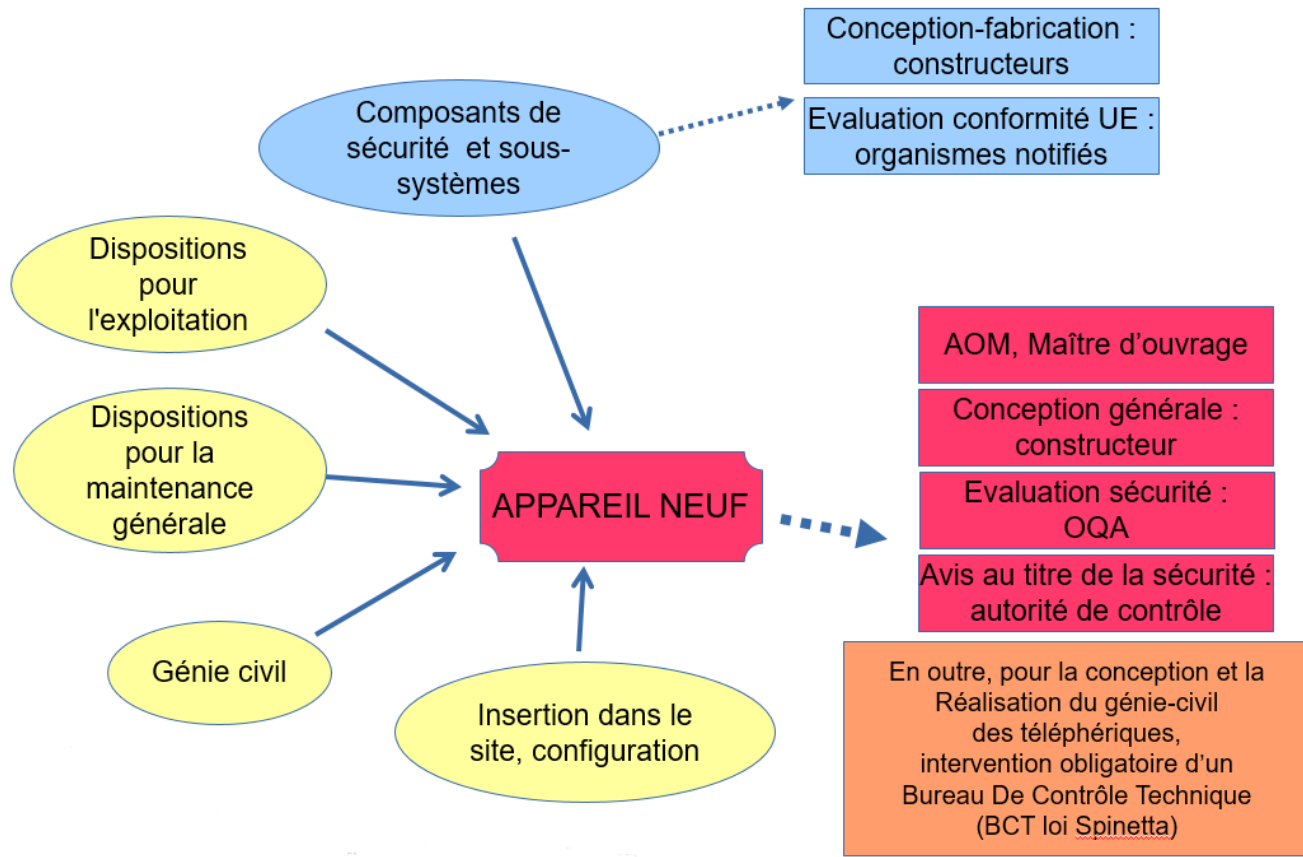 Conception-fabrication :
constructeurs
Evaluation conformité UE :
organismes notifiés
Composants de
sécurité et sous-
systèmes
Dispositions
pour
l'exploitation
Dispositions
pour la
maintenance
générale
Génie civil
Insertion dans le
site, configuration
APPAREIL NEUF
AOM, Maître d’ouvrage
Conception générale :
constructeur
Evaluation sécurité :
OQA
Avis au titre de la sécurité :
autorité de contrôle
En outre, pour la conception et la
Réalisation du génie-civil
des téléphériques,
intervention obligatoire d’un
Bureau De Contrôle Technique
(BCT loi Spinetta)